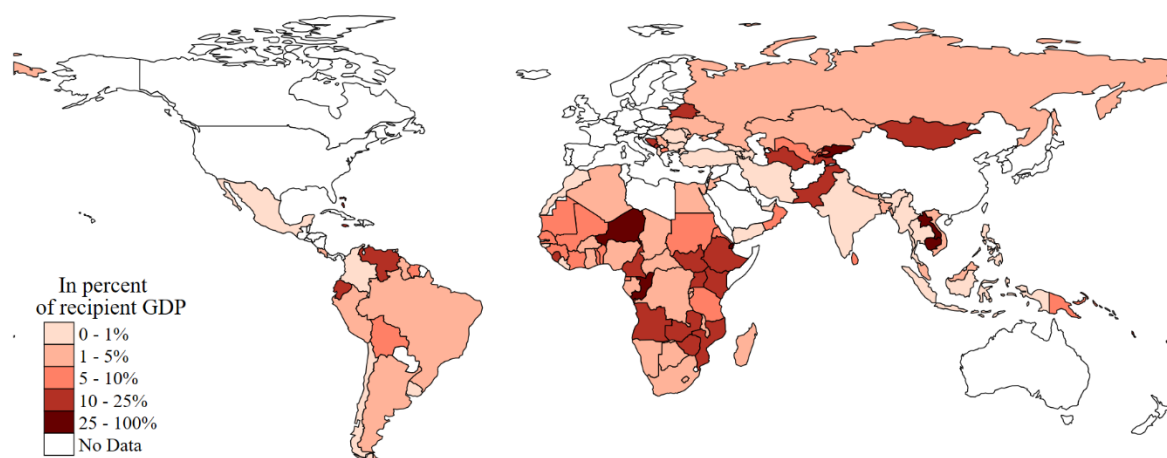 In percent
of recipient GDP
0 - 1%
1 - 5%
5 - 10%
10 - 25%
25 - 100%
No Data